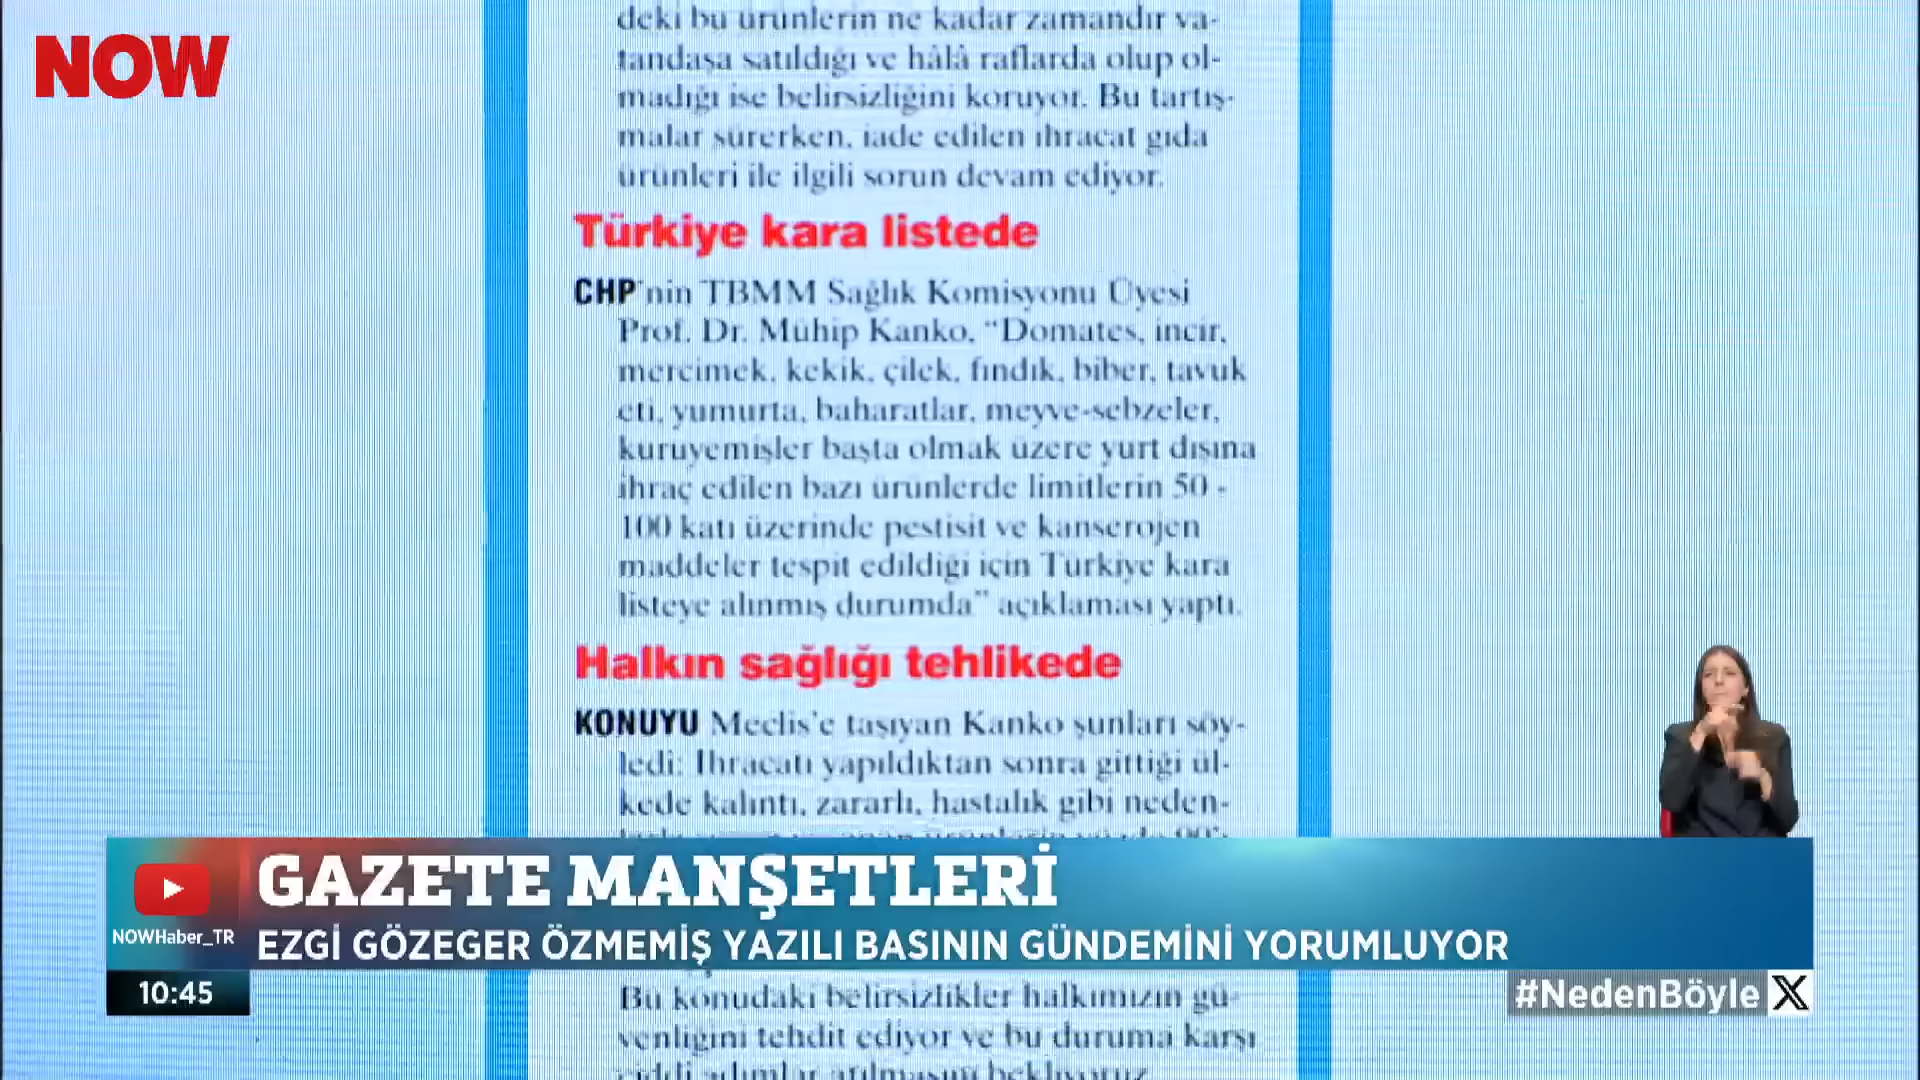 NOW
deki bu ürünlerin ne kadar zamandır va-
tandaşa satıldığı ve hâlâ raflarda olup ol-
madığı ise belirsizliğini koruyor. Bu tartış-
malar sürerken, iade edilen ihracat gıda
ürünleri ile ilgili sorun devam ediyor.
Türkiye kara listede
CHP'nin TBMM Sağlık Komisyonu Üyesi
Prof. Dr. Mühip Kanko, "Domates, incir,
mercimek, kekik, çilek, fındık, biber, tavuk
eti, yumurta, baharatlar, meyve-sebzeler,
kuruyemişler başta olmak üzere yurt dışına
ihraç edilen bazı ürünlerde limitlerin 50 -
100 katı üzerinde pestisit ve kanserojen
maddeler tespit edildiği için Türkiye kara
listeye alınmış durumda" açıklaması yaptı.
Halkın sağlığı tehlikede
KONUYU Meclis'e taşıyan Kanko şunları söy-
ledi: İhracatı yapıldıktan sonra gittiği ül-
kede kalıntı, zararlı, hastalık gibi neden-
GAZETE MANŞETLERİ
NOWHaber_TR
EZGİ GÖZEGER ÖZMEMİŞ YAZILI BASININ GÜNDEMİNİ YORUMLUYOR
10:45
#NedenBöyle X
Bu konudaki belirsizlikler halkımızın gü-
venliğini tehdit ediyor ve bu duruma karşı
ciddi adımlar atılmasını bekliyoruz.